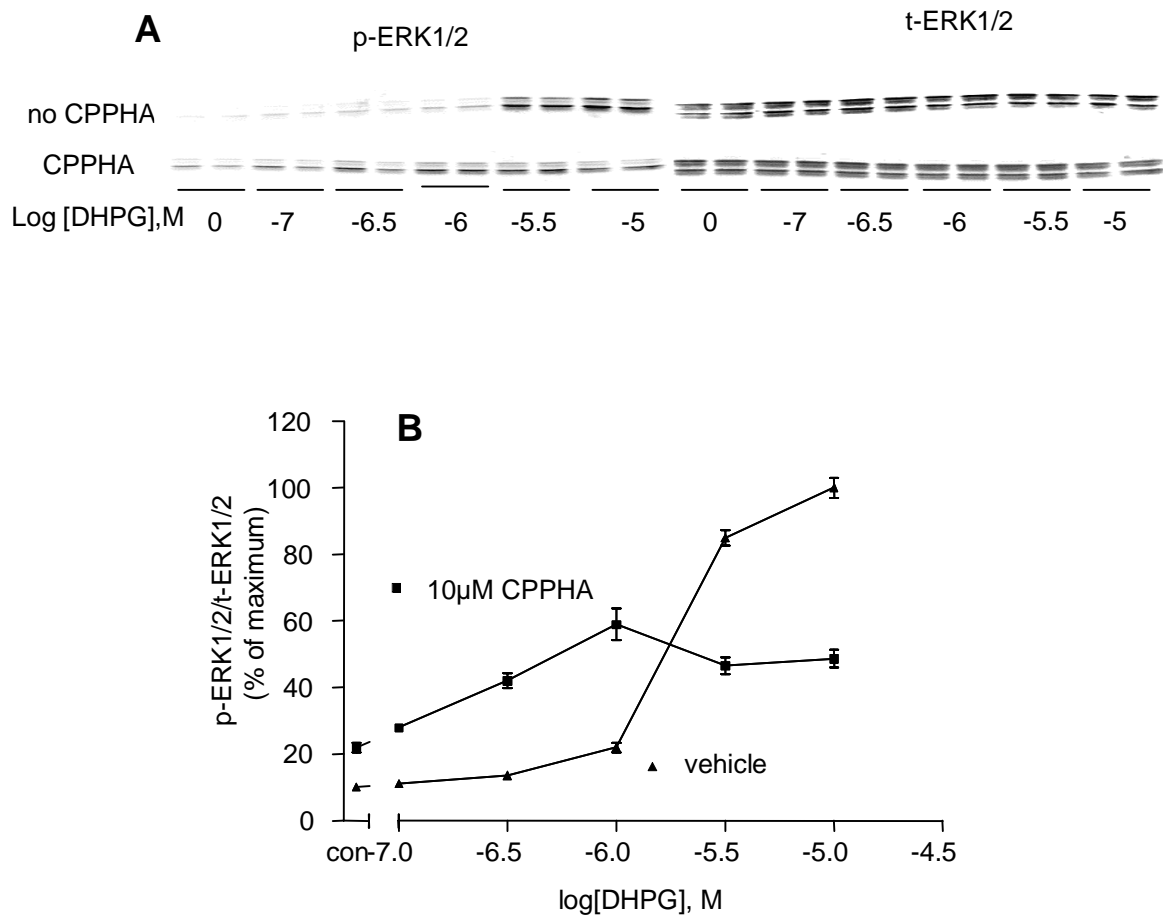 A
p-ERK1/2
t-ERK1/2
no CPPHA
CPPHA
Log [DHPG],M 0 -7 -6.5 -6 -5.5 -5 0 -7 -6.5 -6 -5.5 -5
B
p-ERK1/2/t-ERK1/2
(% of maximum)
120
100
80
60
40
20
0
10µM CPPHA
vehicle
con -7.0 -6.5 -6.0 -5.5 -5.0 -4.5
log[DHPG], M